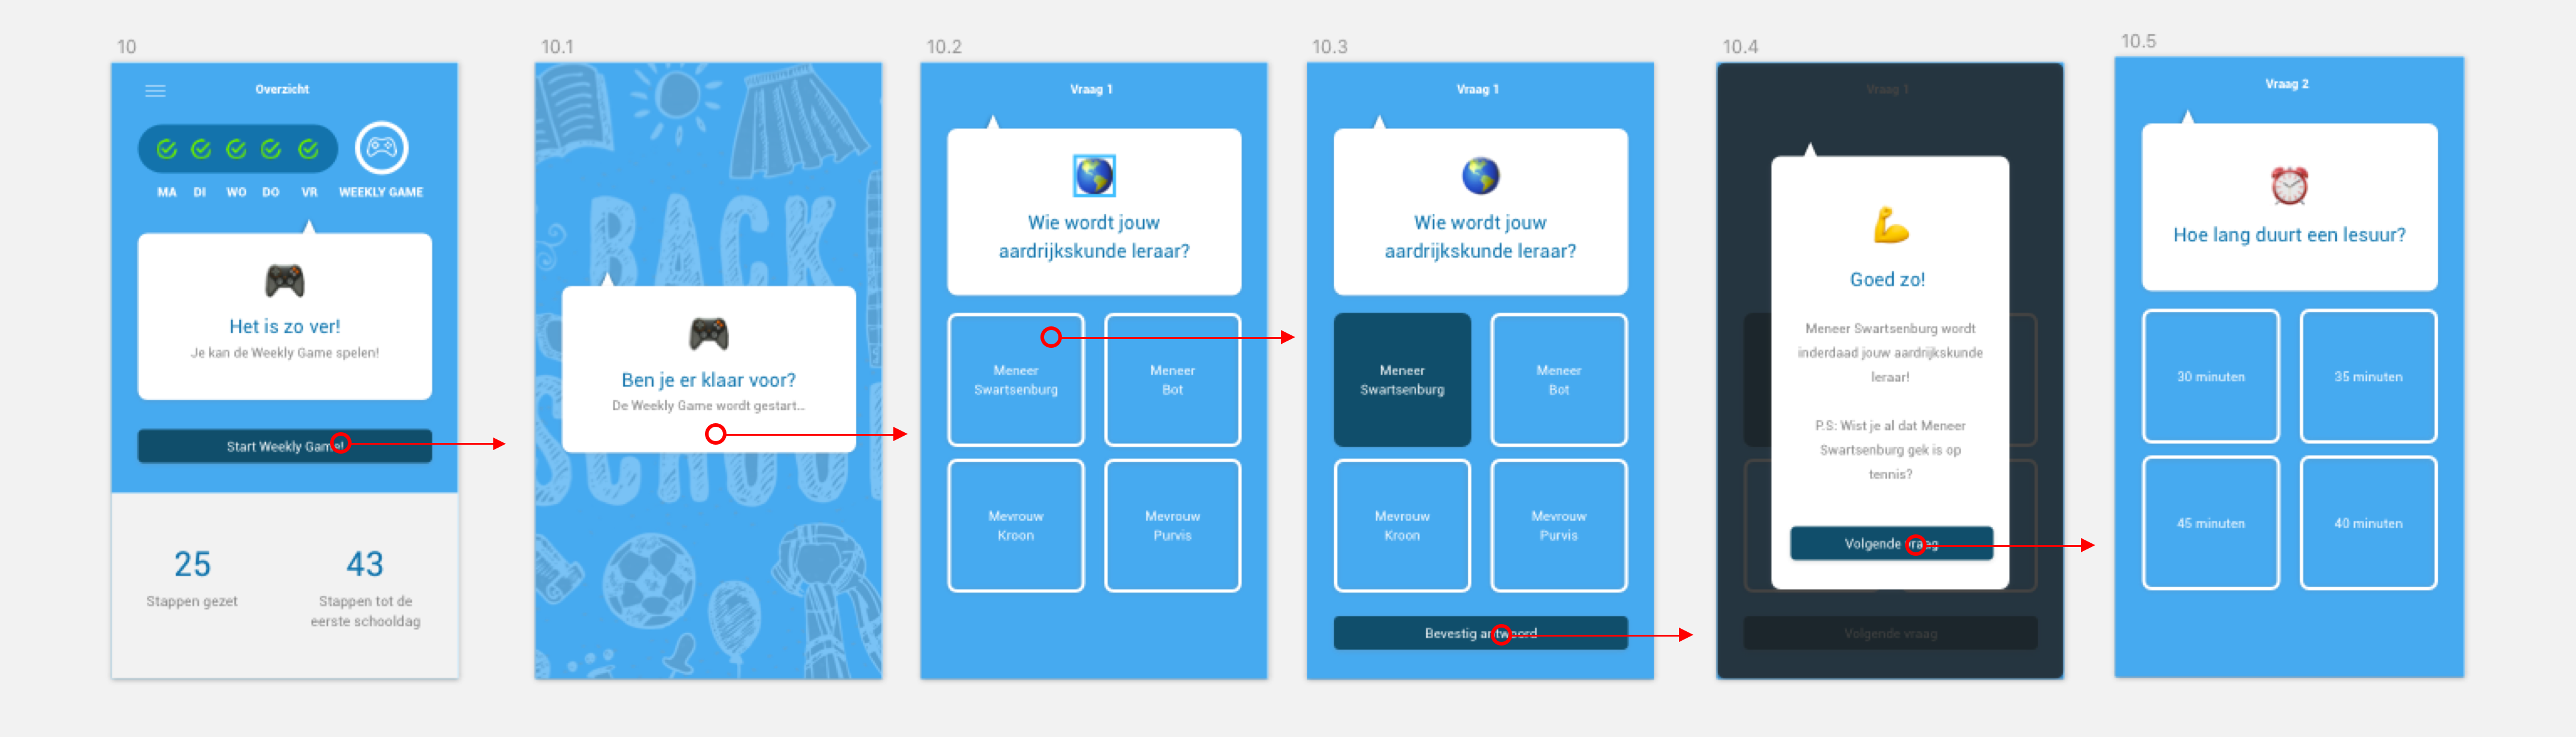 10
Overzicht
MA DI WO DO VR WEEKLY GAME
Het is zo ver!
Je kan de Weekly Game spelen!
Start Weekly Game!
25
Stappen gezet
43
Stappen tot de
eerste schooldag
10.1
BACK
SCHOOL
Ben je er klaar voor?
De Weekly Game wordt gestart...
10.2
Vraag 1
Wie wordt jouw
aardrijkskunde leraar?
Meneer
Swartsenburg
Meneer
Bot
Mevrouw
Kroon
Mevrouw
Purvis
10.3
Vraag 1
Wie wordt jouw
aardrijkskunde leraar?
Meneer
Swartsenburg
Meneer
Bot
Mevrouw
Kroon
Mevrouw
Purvis
Bevestig antwoord
10.4
Vraag 1
Goed zo!
Meneer Swartsenburg wordt
inderdaad jouw aardrijkskunde
leraar!
P.S: Wist je al dat Meneer
Swartsenburg gek is op
tennis?
Volgende vraag
Volgende vraag
10.5
Vraag 2
Hoe lang duurt een lesuur?
30 minuten
35 minuten
45 minuten
40 minuten